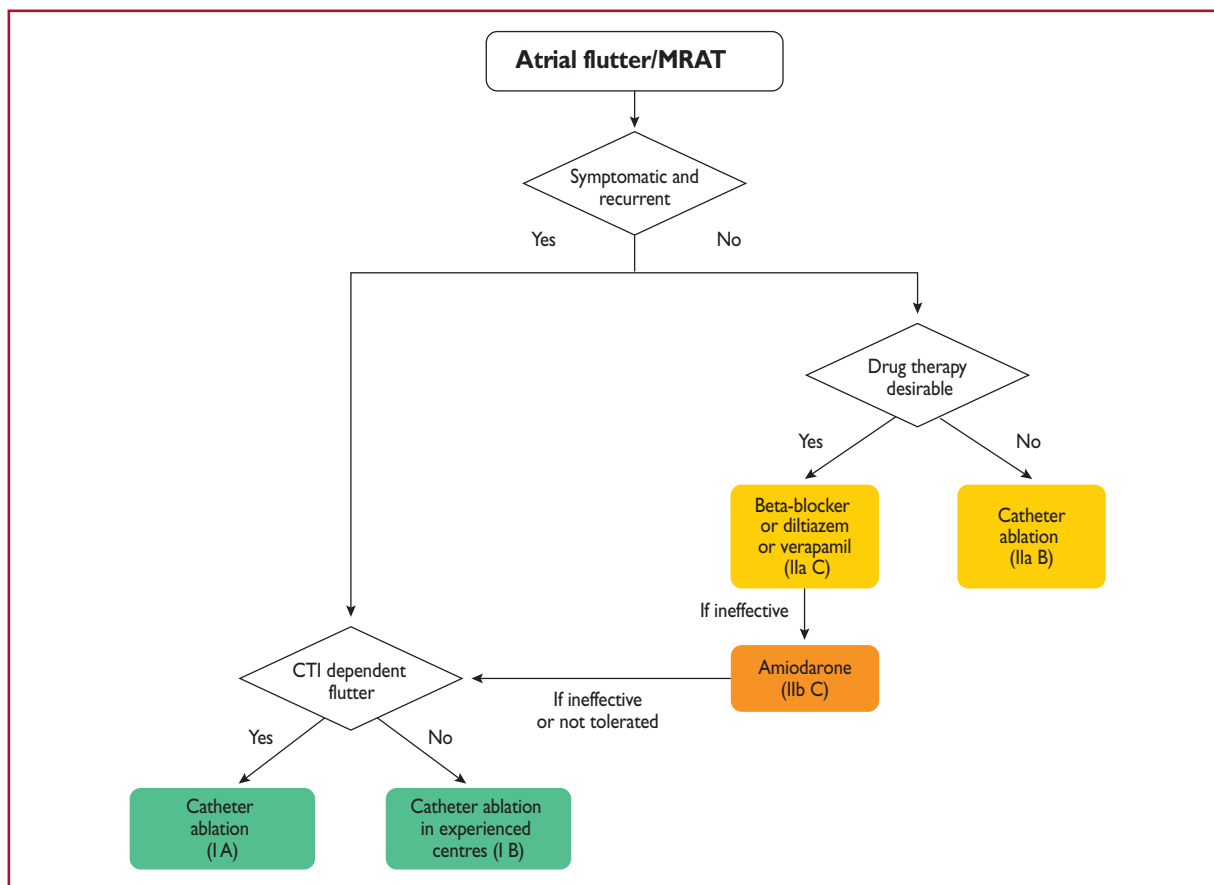 Atrial flutter/MRAT
Symptomatic and
recurrent
Yes
No
Drug therapy
desirable
Yes
No
Beta-blocker
or diltiazem
or verapamil
(IIa C)
Catheter
ablation
(IIa B)
If ineffective
Amiodarone
(IIb C)
If ineffective
or not tolerated
CTI dependent
flutter
Yes
No
Catheter
ablation
(I A)
Catheter ablation
in experienced
centres (I B)